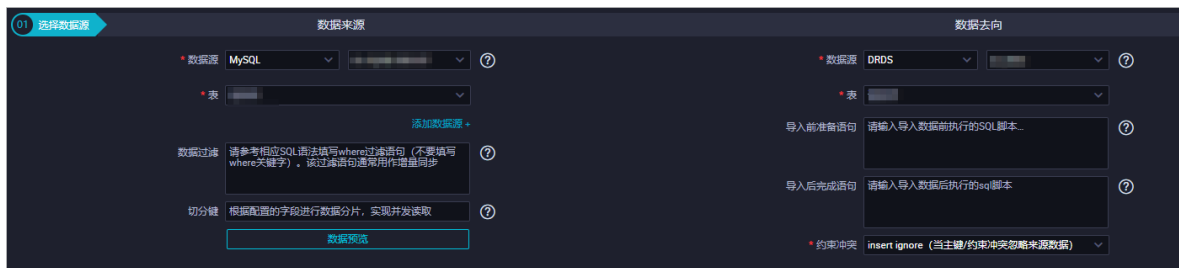 01 选择数据源
数据来源
数据去向
* 数据源 MySQL
* 表
添加数据源 +
数据过滤 请参考相应SQL语法填写where过滤语句（不要填写
where关键字）。该过滤语句通常用作增量同步
切分键 根据配置的字段进行数据分片，实现并发读取
数据预览
* 数据源 DRDS
* 表
导入前准备语句 请输入导入数据前执行的SQL脚本...
导入后完成语句 请输入导入数据后执行的sql脚本
* 约束冲突 insert ignore（当主键/约束冲突忽略来源数据）